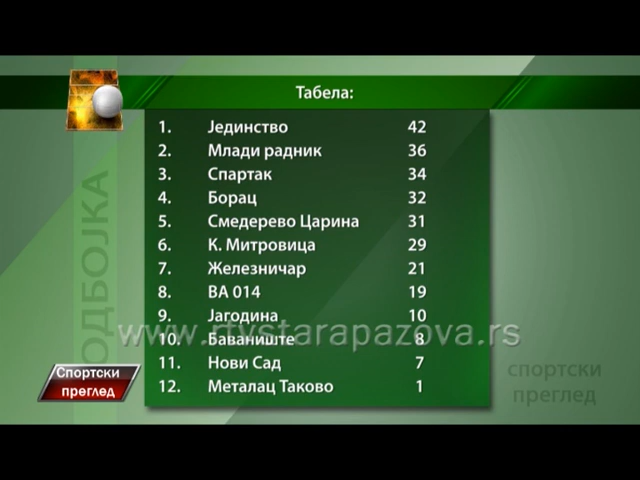 Табела:
1. Јединство 42
2. Млади радник 36
3. Спартак 34
4. Борац 32
5. Смедерево Царина 31
6. К. Митровица 29
7. Железничар 21
8. ВА 014 19
9. Јагодина 10
www.rtvstarapazova.rs
10. Баваниште 8
11. Нови Сад 7
12. Металац Таково 1
ОДБОЈКА
Спортски
преглед
спортски
преглед